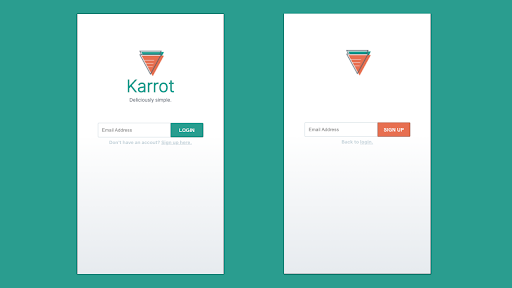 Karrot
Deliciously simple
Email Address
LOGIN
Don't have an account? Sign up here.
Email Address
SIGN UP
Back to